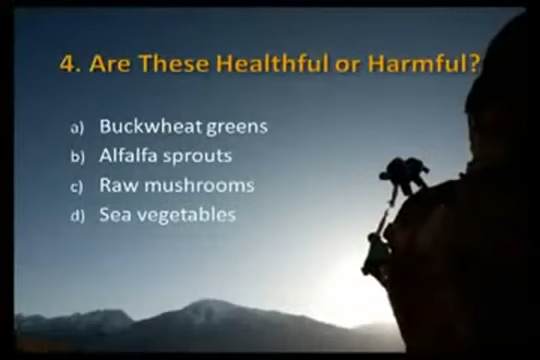 4. Are These Healthful or Harmful?
a) Buckwheat greens
b) Alfalfa sprouts
c) Raw mushrooms
d) Sea vegetables